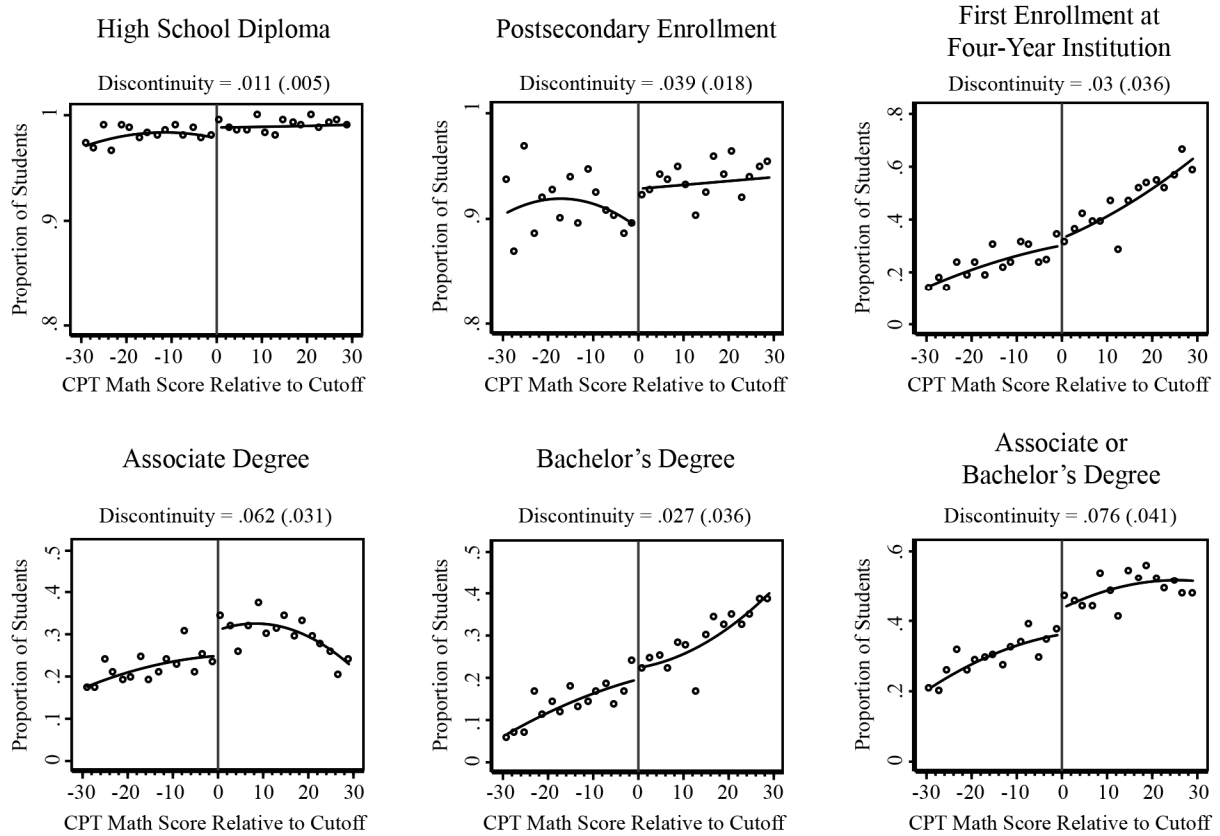 High School Diploma
Discontinuity = .011 (.005)
Proportion of Students
1
.9
.8
-30 -20 -10 0 10 20 30
CPT Math Score Relative to Cutoff
Postsecondary Enrollment
Discontinuity = .039 (.018)
Proportion of Students
1
.9
.8
-30 -20 -10 0 10 20 30
CPT Math Score Relative to Cutoff
First Enrollment at
Four-Year Institution
Discontinuity = .03 (.036)
Proportion of Students
.8
.6
.4
.2
0
-30 -20 -10 0 10 20 30
CPT Math Score Relative to Cutoff
Associate Degree
Discontinuity = .062 (.031)
Proportion of Students
.5
.4
.3
.2
.1
0
-30 -20 -10 0 10 20 30
CPT Math Score Relative to Cutoff
Bachelor’s Degree
Discontinuity = .027 (.036)
Proportion of Students
.5
.4
.3
.2
.1
0
-30 -20 -10 0 10 20 30
CPT Math Score Relative to Cutoff
Associate or
Bachelor’s Degree
Discontinuity = .076 (.041)
Proportion of Students
.6
.4
.2
0
-30 -20 -10 0 10 20 30
CPT Math Score Relative to Cutoff